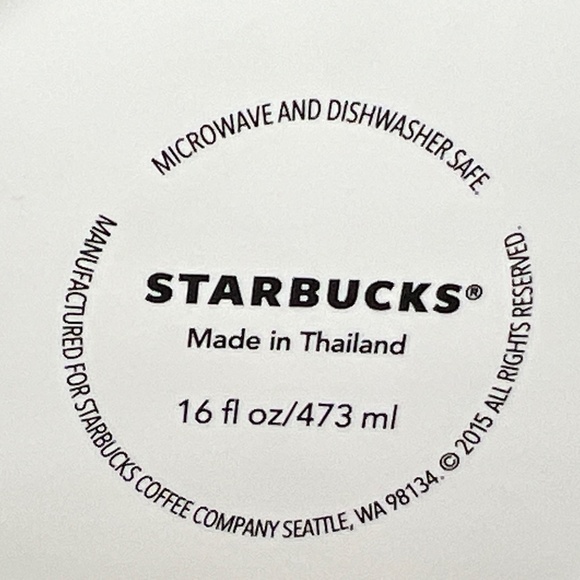 MICROWAVE AND DISHWASHER SAFE.
STARBUCKS®
Made in Thailand
16 fl oz/473 ml
MANUFACTURED FOR STARBUCKS COFFEE COMPANY SEATTLE, WA 98134. © 2015 ALL RIGHTS RESERVED.